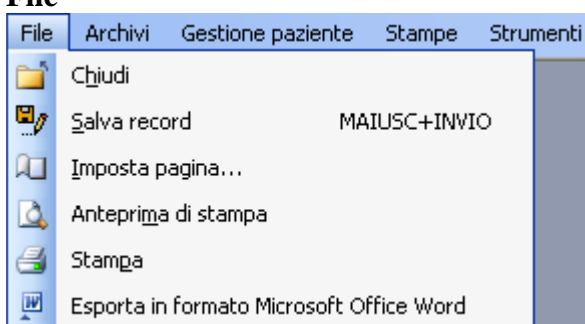 File
File Archivi Gestione paziente Stampe Strumenti
Chiudi
Salva record MAIUSC+INVIO
Imposta pagina...
Anteprima di stampa
Stampa
Esporta in formato Microsoft Office Word